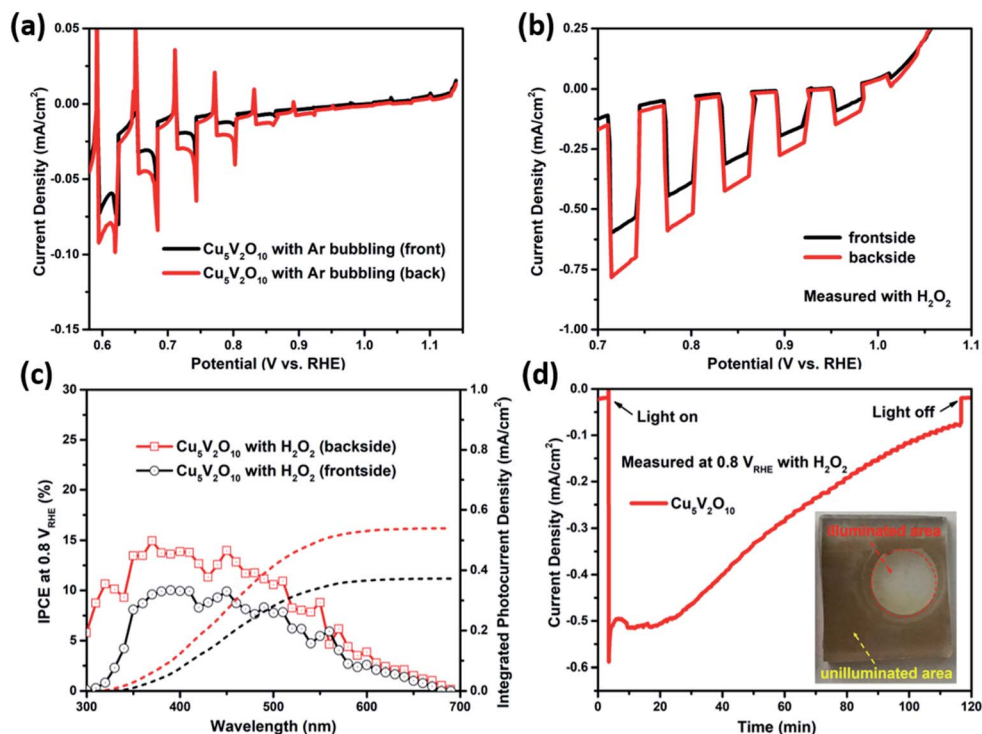 (a)
0.05
0.00
-0.05
-0.10
-0.15
Current Density (mA/cm²)
Cu₅V₂O₁₀ with Ar bubbling (front)
Cu₅V₂O₁₀ with Ar bubbling (back)
0.6 0.7 0.8 0.9 1.0 1.1
Potential (V vs. RHE)
(b)
0.25
0.00
-0.25
-0.50
-0.75
-1.00
Current Density (mA/cm²)
frontside
backside
Measured with H₂O₂
0.7 0.8 0.9 1.0 1.1
Potential (V vs. RHE)
(c)
30
25
20
15
10
5
0
IPCE at 0.8 V_RHE (%)
Cu₅V₂O₁₀ with H₂O₂ (backside)
Cu₅V₂O₁₀ with H₂O₂ (frontside)
1.0
0.8
0.6
0.4
0.2
0.0
Integrated Photocurrent Density (mA/cm²)
300 400 500 600 700
Wavelength (nm)
(d)
0.0
-0.1
-0.2
-0.3
-0.4
-0.5
-0.6
Current Density (mA/cm²)
Light on
Light off
Measured at 0.8 V_RHE with H₂O₂
Cu₅V₂O₁₀
illuminated area
unilluminated area
0 20 40 60 80 100 120
Time (min)